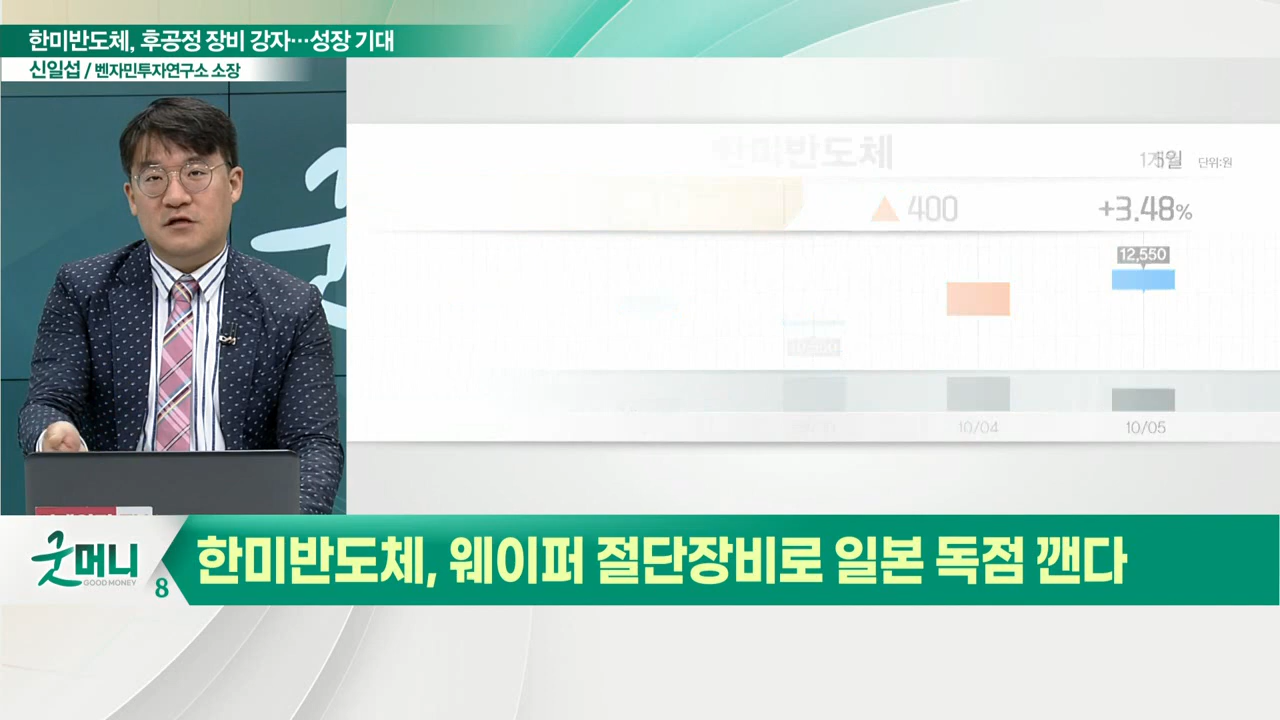 한미반도체, 후공정 장비 강자…성장 기대
신일섭 / 벤자민투자연구소 소장
한미반도체
단위:원
▲ 400
+3.48%
12,550
10/04
10/05
굿머니
GOOD MONEY
8
한미반도체, 웨이퍼 절단장비로 일본 독점 깬다